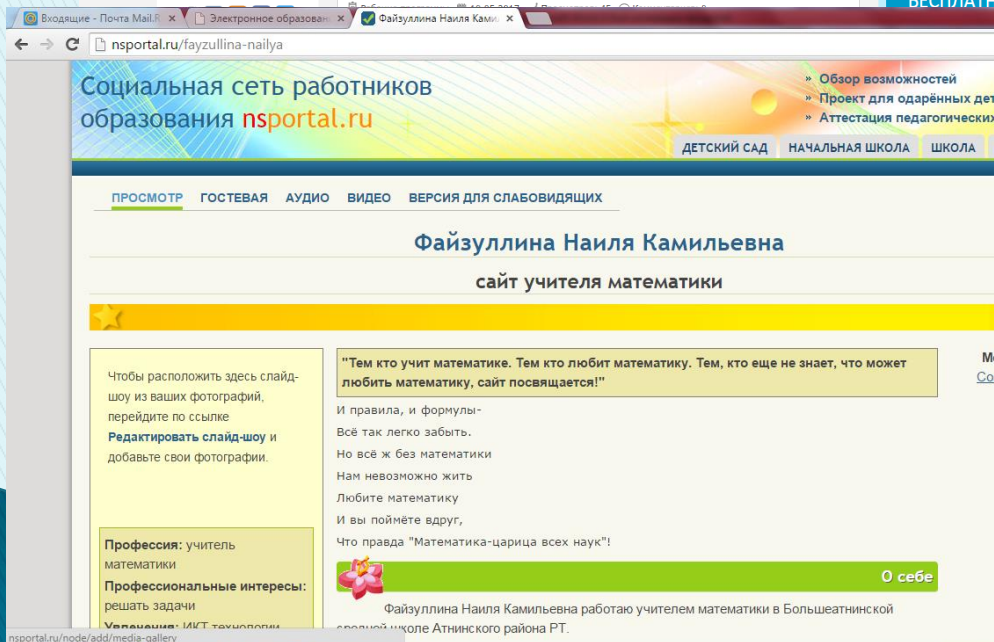 БЕСПЛАТН
Входящие - Почта Mail.R
Электронное образован
Файзуллина Наиля Ками
nsportal.ru/fayzullina-nailya
Социальная сеть работников
образования nsportal.ru
» Обзор возможностей
» Проект для одарённых дет
» Аттестация педагогических
ДЕТСКИЙ САД НАЧАЛЬНАЯ ШКОЛА ШКОЛА
ПРОСМОТР ГОСТЕВАЯ АУДИО ВИДЕО ВЕРСИЯ ДЛЯ СЛАБОВИДЯЩИХ
Файзуллина Наиля Камильевна
сайт учителя математики
Чтобы расположить здесь слайд-
шоу из ваших фотографий,
перейдите по ссылке
Редактировать слайд-шоу и
добавьте свои фотографии.
Профессия: учитель
математики
Профессиональные интересы:
решать задачи
Увлечения: ИКТ технологии
"Тем кто учит математике. Тем кто любит математику. Тем, кто еще не знает, что может
любить математику, сайт посвящается!"
И правила, и формулы-
Всё так легко забыть.
Но всё ж без математики
Нам невозможно жить
Любите математику
И вы поймёте вдруг,
Что правда "Математика-царица всех наук"!
О себе
Файзуллина Наиля Камильевна работаю учителем математики в Большеатнинской
средней школе Атнинского района РТ.
nsportal.ru/node/add/media-gallery